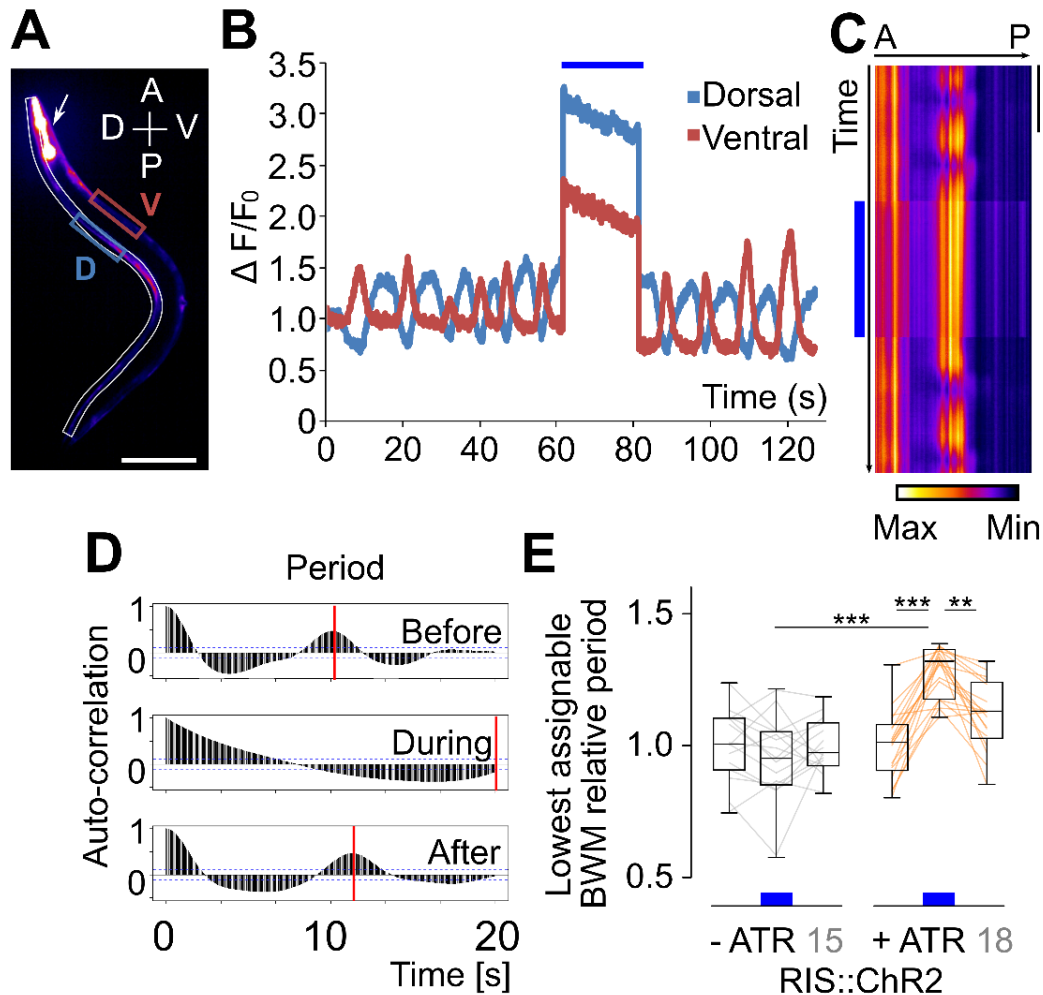 A
A
D V
P
V
D
B
3.5
3.0
2.5
2.0
1.5
1.0
0.5
0
Δ F/F0
Dorsal
Ventral
Time (s)
0 20 40 60 80 100 120
C
A P
Time
Max Min
D
Period
Auto-correlation
1
0
Before
1
0
During
1
0
After
0 10 20
Time [s]
E
Lowest assignable
BWM relative period
1.5
1.0
0.5
*** *** **
- ATR 15 + ATR 18
RIS::ChR2